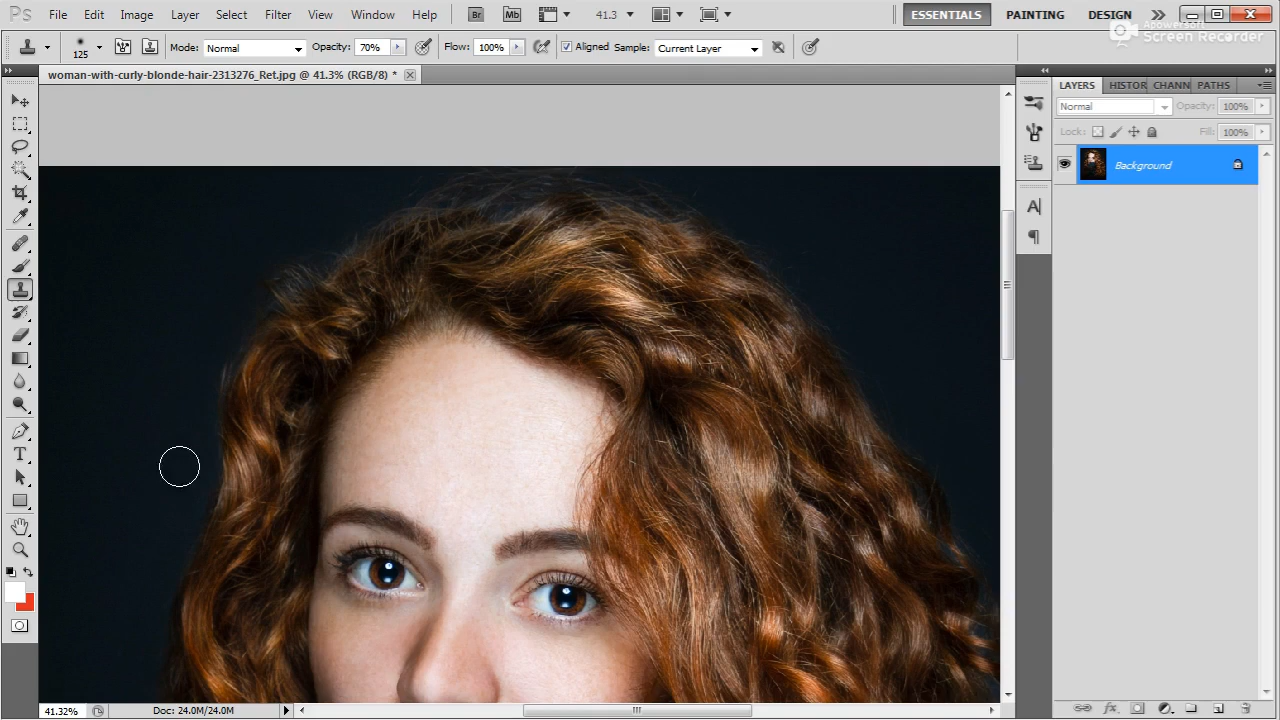 Ps File Edit Image Layer Select Filter View Window Help Br Mb 41.3 ESSENTIALS PAINTING DESIGN
Apowersoft
Screen Recorder
125 Mode: Normal Opacity: 70% Flow: 100% Aligned Sample: Current Layer
woman-with-curly-blonde-hair-2313276_Ret.jpg @ 41.3% (RGB/8) *
LAYERS HISTOR CHANN PATHS
Normal Opacity: 100%
Lock: Fill: 100%
Background
A
T
fx
41.32% Doc: 24.0M/24.0M